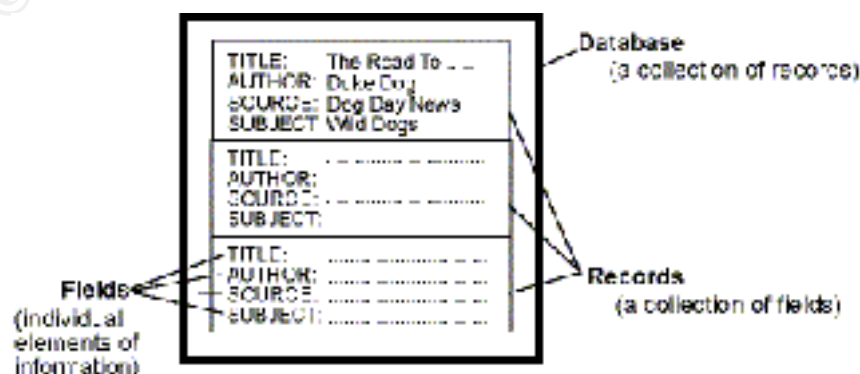 Database
(a collection of records)
TITLE: The Road To ...
AUTHOR: Duke Dog
SOURCE: Dog Day News
SUBJECT: Wild Dogs
TITLE:
AUTHOR:
SOURCE:
SUBJECT:
TITLE:
AUTHOR:
SOURCE:
SUBJECT:
Fields
(individual
elements of
information)
Records
(a collection of fields)